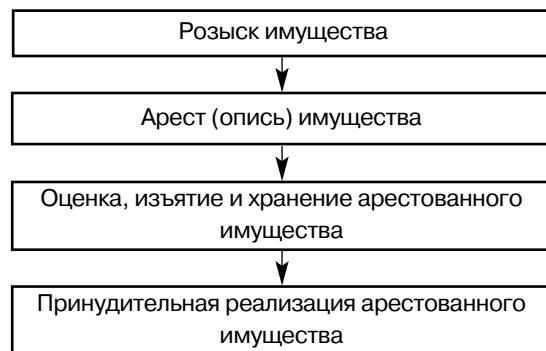 Розыск имущества
Арест (опись) имущества
Оценка, изъятие и хранение арестованного
имущества
Принудительная реализация арестованного
имущества